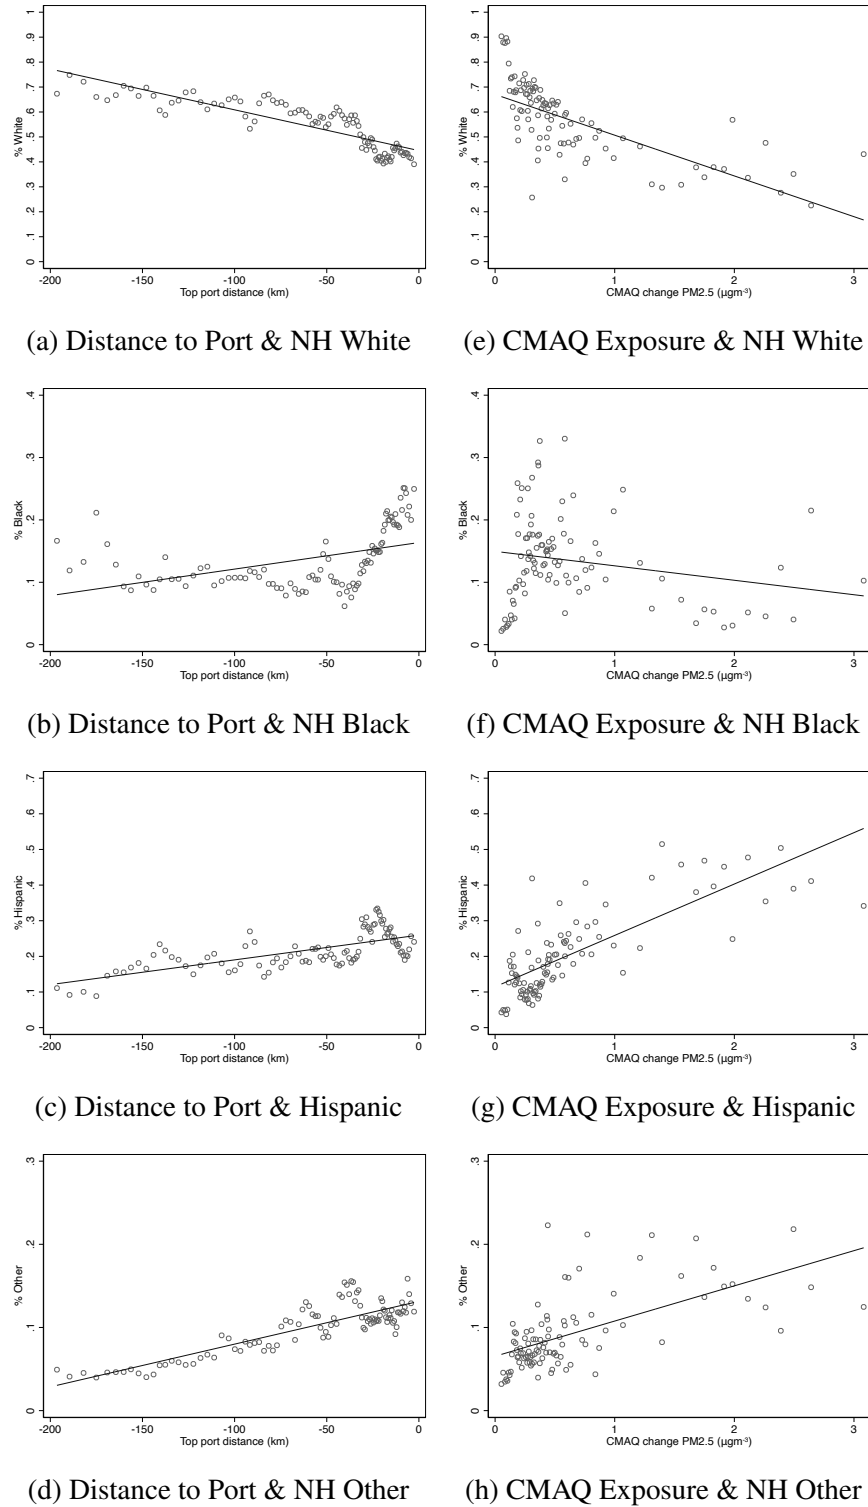 % White
1
.9
.8
.7
.6
.5
.4
.3
.2
.1
0
-200 -150 -100 -50 0
Top port distance (km)
(a) Distance to Port & NH White
% White
1
.9
.8
.7
.6
.5
.4
.3
.2
.1
0
0 1 2 3
CMAQ change PM2.5 (µgm⁻³)
(e) CMAQ Exposure & NH White
% Black
.4
.3
.2
.1
0
-200 -150 -100 -50 0
Top port distance (km)
(b) Distance to Port & NH Black
% Black
.4
.3
.2
.1
0
0 1 2 3
CMAQ change PM2.5 (µgm⁻³)
(f) CMAQ Exposure & NH Black
% Hispanic
.7
.6
.5
.4
.3
.2
.1
0
-200 -150 -100 -50 0
Top port distance (km)
(c) Distance to Port & Hispanic
% Hispanic
.7
.6
.5
.4
.3
.2
.1
0
0 1 2 3
CMAQ change PM2.5 (µgm⁻³)
(g) CMAQ Exposure & Hispanic
% Other
.3
.2
.1
0
-200 -150 -100 -50 0
Top port distance (km)
(d) Distance to Port & NH Other
% Other
.3
.2
.1
0
0 1 2 3
CMAQ change PM2.5 (µgm⁻³)
(h) CMAQ Exposure & NH Other